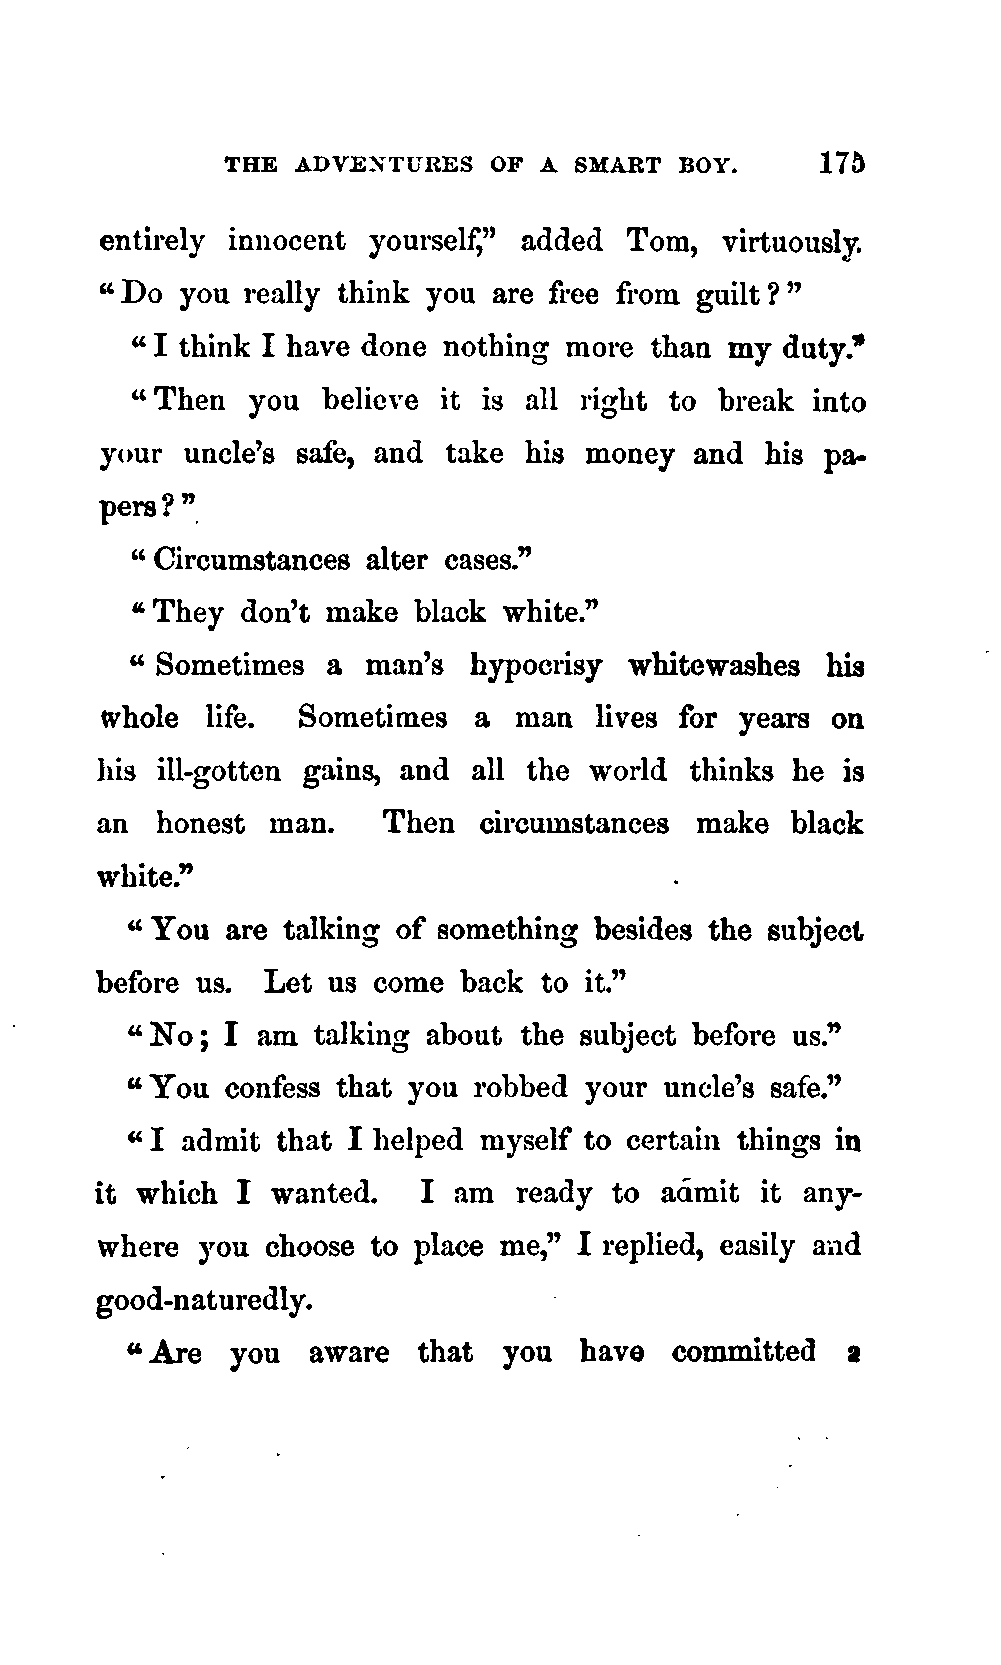 THE ADVENTURES OF A SMART BOY. 175
entirely innocent yourself,” added Tom, virtuously.
“Do you really think you are free from guilt?”
“I think I have done nothing more than my duty.”
“Then you believe it is all right to break into
your uncle’s safe, and take his money and his pa-
pers?”
“Circumstances alter cases.”
“They don’t make black white.”
“Sometimes a man’s hypocrisy whitewashes his
whole life. Sometimes a man lives for years on
his ill-gotten gains, and all the world thinks he is
an honest man. Then circumstances make black
white.”
“You are talking of something besides the subject
before us. Let us come back to it.”
“No; I am talking about the subject before us.”
“You confess that you robbed your uncle’s safe.”
“I admit that I helped myself to certain things in
it which I wanted. I am ready to admit it any-
where you choose to place me,” I replied, easily and
good-naturedly.
“Are you aware that you have committed a